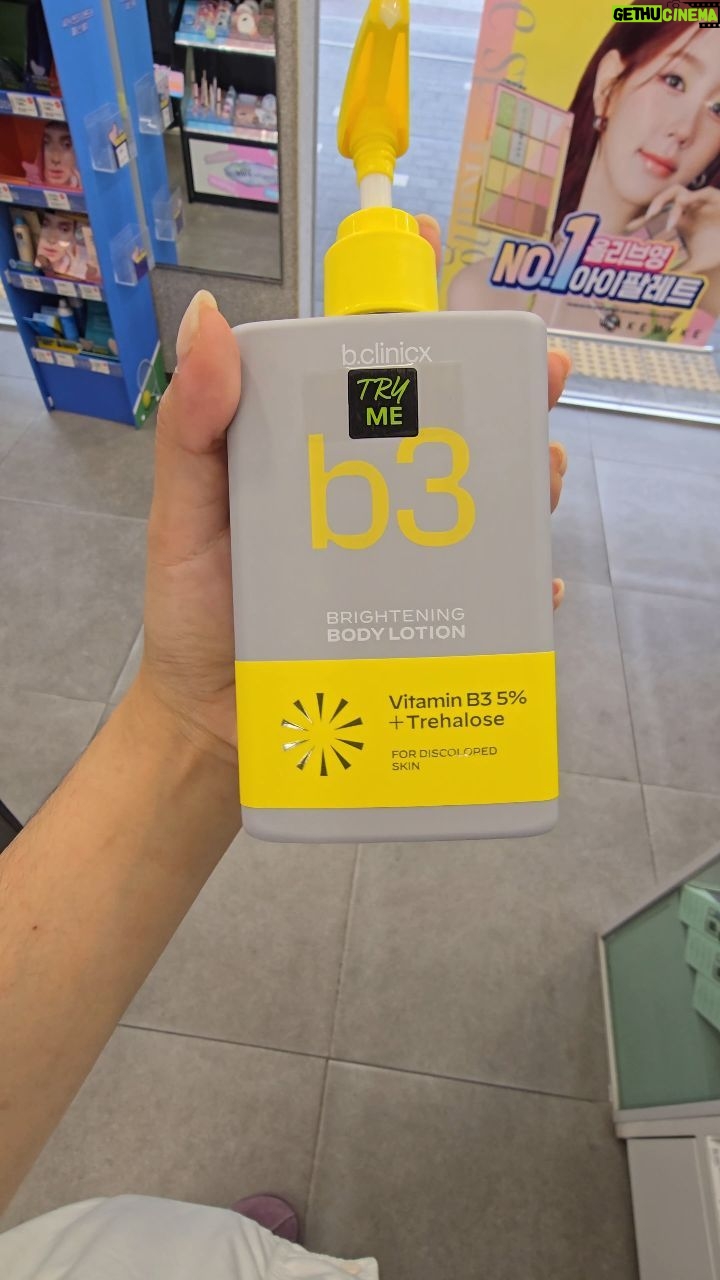 GETHUCINEMA
NO.1 올리브영
아이팔레트
b.clinicx
TRY
ME
b3
BRIGHTENING
BODY LOTION
Vitamin B3 5%
+Trehalose
FOR DISCOLORED
SKIN